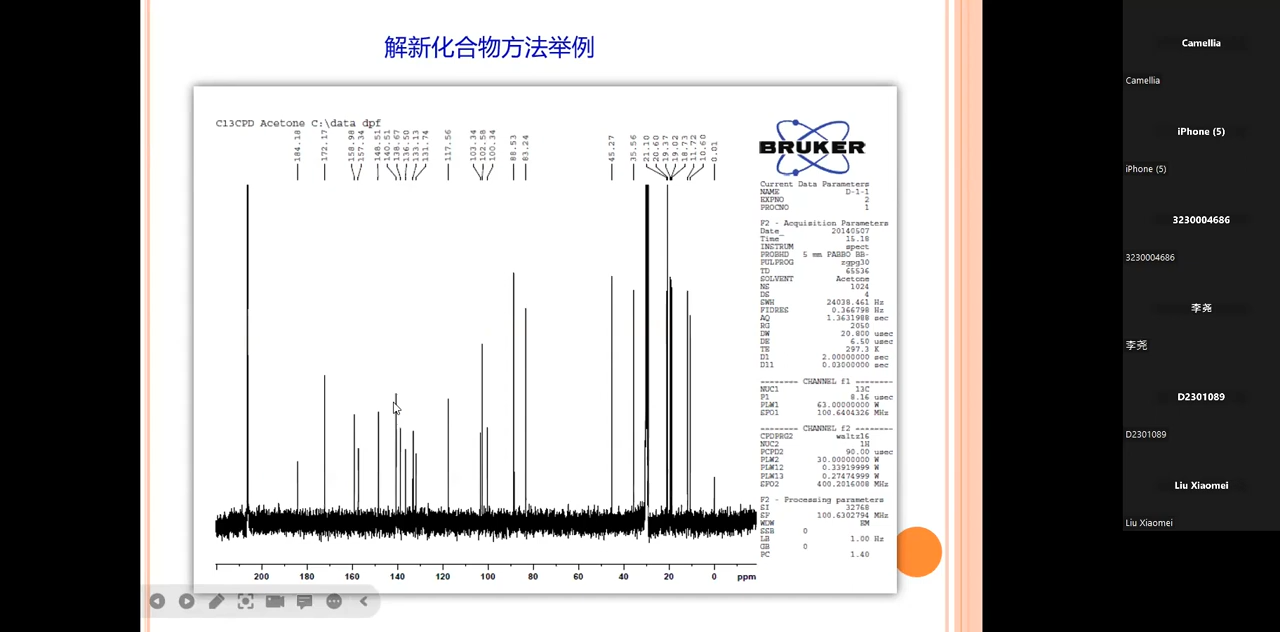 解新化合物方法举例
C13CPD Acetone C:\data dpf
184.18
172.17
158.98
157.34
148.51
140.51
138.67
136.50
133.13
131.74
117.56
103.34
102.58
100.34
88.53
83.24
45.27
35.56
21.10
20.60
19.37
19.02
18.73
11.72
10.60
0.01
BRUKER
Current Data Parameters
NAME D-1-1
EXPNO 2
PROCNO 1
F2 - Acquisition Parameters
Date_ 20140507
Time 15.18
INSTRUM spect
PROBHD 5 mm PABBO BB-
PULPROG zgpg30
TD 65536
SOLVENT Acetone
NS 1024
DS 4
SWH 24038.461 Hz
FIDRES 0.366798 Hz
AQ 1.3631988 sec
RG 2050
DW 20.800 usec
DE 6.50 usec
TE 297.3 K
D1 2.00000000 sec
D11 0.03000000 sec
-------- CHANNEL f1 --------
NUC1 13C
P1 8.16 usec
PLW1 63.00000000 W
SFO1 100.6404326 MHz
-------- CHANNEL f2 --------
CPDPRG2 waltz16
NUC2 1H
PCPD2 90.00 usec
PLW2 30.00000000 W
PLW12 0.33919999 W
PLW13 0.27474999 W
SFO2 400.2016008 MHz
F2 - Processing parameters
SI 32768
SF 100.6302794 MHz
WDW EM
SSB 0
LB 1.00 Hz
GB 0
PC 1.40
200 180 160 140 120 100 80 60 40 20 0 ppm
Camellia
Camellia
iPhone (5)
iPhone (5)
3230004686
3230004686
李尧
李尧
D2301089
D2301089
Liu Xiaomei
Liu Xiaomei